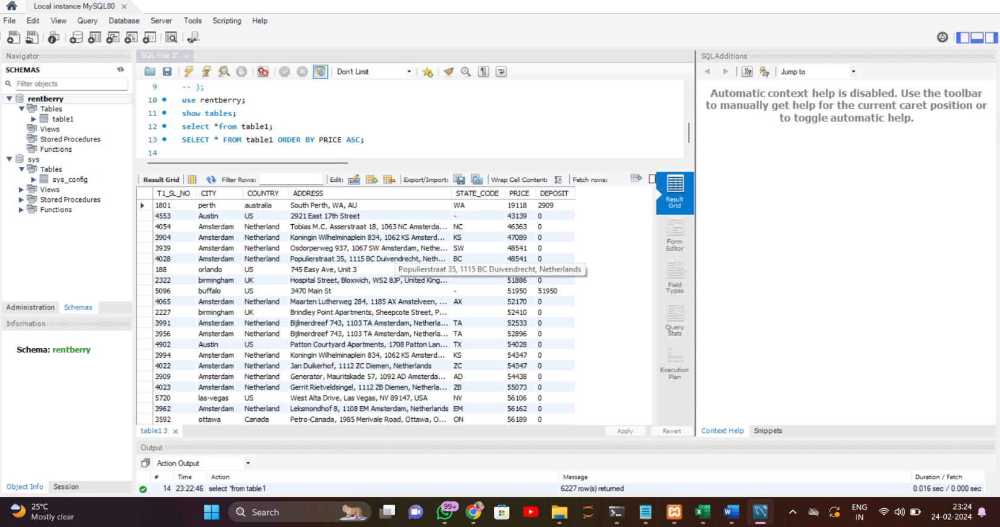 Local instance MySQL80
File Edit View Query Database Server Tools Scripting Help
Navigator
SCHEMAS
Filter objects
rentberry
Tables
table1
Views
Stored Procedures
Functions
sys
Tables
sys_config
Views
Stored Procedures
Functions
Administration Schemas
Information
Schema: rentberry
Object Info Session
SQL File 3*
Don't Limit
9 -- );
10 use rentberry;
11 show tables;
12 select *from table1;
13 SELECT * FROM table1 ORDER BY PRICE ASC;
14
Result Grid Filter Rows: Edit: Export/Import: Wrap Cell Content: Fetch rows:
T1_SL_NO CITY COUNTRY ADDRESS STATE_CODE PRICE DEPOSIT
1801 perth australia South Perth, WA, AU WA 19118 2909
4553 Austin US 2921 East 17th Street - 43139 0
4054 Amsterdam Netherland Tobias M.C. Asserstraat 18, 1063 NC Amsterda... NC 46363 0
3904 Amsterdam Netherland Koningin Wilhelminaplein 834, 1062 KS Amsterd... KS 47089 0
3939 Amsterdam Netherland Osdorperweg 937, 1067 SW Amsterdam, Nethe... SW 48541 0
4028 Amsterdam Netherland Populierstraat 35, 1115 BC Duivendrecht, Neth... BC 48541 0
188 orlando US 745 Easy Ave, Unit 3
Populierstraat 35, 1115 BC Duivendrecht, Netherlands
2322 birmingham UK Hospital Street, Bloxwich, WS2 8JP, United King... 51886 0
5096 buffalo US 3470 Main St - 51950 51950
4065 Amsterdam Netherland Maarten Lutherweg 284, 1185 AX Amstelveen, ... AX 52170 0
2227 birmingham UK Brindley Point Apartments, Sheepcote Street, P... 52410 0
3991 Amsterdam Netherland Bijlmerdreef 743, 1103 TA Amsterdam, Netherla... TA 52533 0
3956 Amsterdam Netherland Bijlmerdreef 743, 1103 TA Amsterdam, Netherla... TA 52896 0
4902 Austin US Patton Courtyard Apartments, 1708 Patton Lan... TX 54028 0
3994 Amsterdam Netherland Koningin Wilhelminaplein 834, 1062 KS Amsterd... KS 54347 0
4022 Amsterdam Netherland Jan Duikerhof, 1112 ZC Diemen, Netherlands ZC 54347 0
3909 Amsterdam Netherland Generator, Mauritskade 57, 1092 AD Amsterda... AD 54438 0
4023 Amsterdam Netherland Gerrit Rietveldsingel, 1112 ZB Diemen, Netherla... ZB 55073 0
5720 las-vegas US West Alta Drive, Las Vegas, NV 89147, USA NV 56106 0
3962 Amsterdam Netherland Leksmondhof 8, 1108 EM Amsterdam, Netherlands EM 56162 0
3592 ottawa Canada Petro-Canada, 1985 Merivale Road, Ottawa, O... ON 56189 0
table1 3 Apply Revert
Result
Grid
Form
Editor
Field
Types
Query
Stats
Execution
Plan
SQLAdditions
Jump to
Automatic context help is disabled. Use the toolbar
to manually get help for the current caret position or
to toggle automatic help.
Context Help Snippets
Output
Action Output
# Time Action Message Duration / Fetch
14 23:22:46 select *from table1 6227 row(s) returned 0.016 sec / 0.000 sec
25°C
Mostly clear
Search
99+
ENG
IN
23:24
24-02-2024